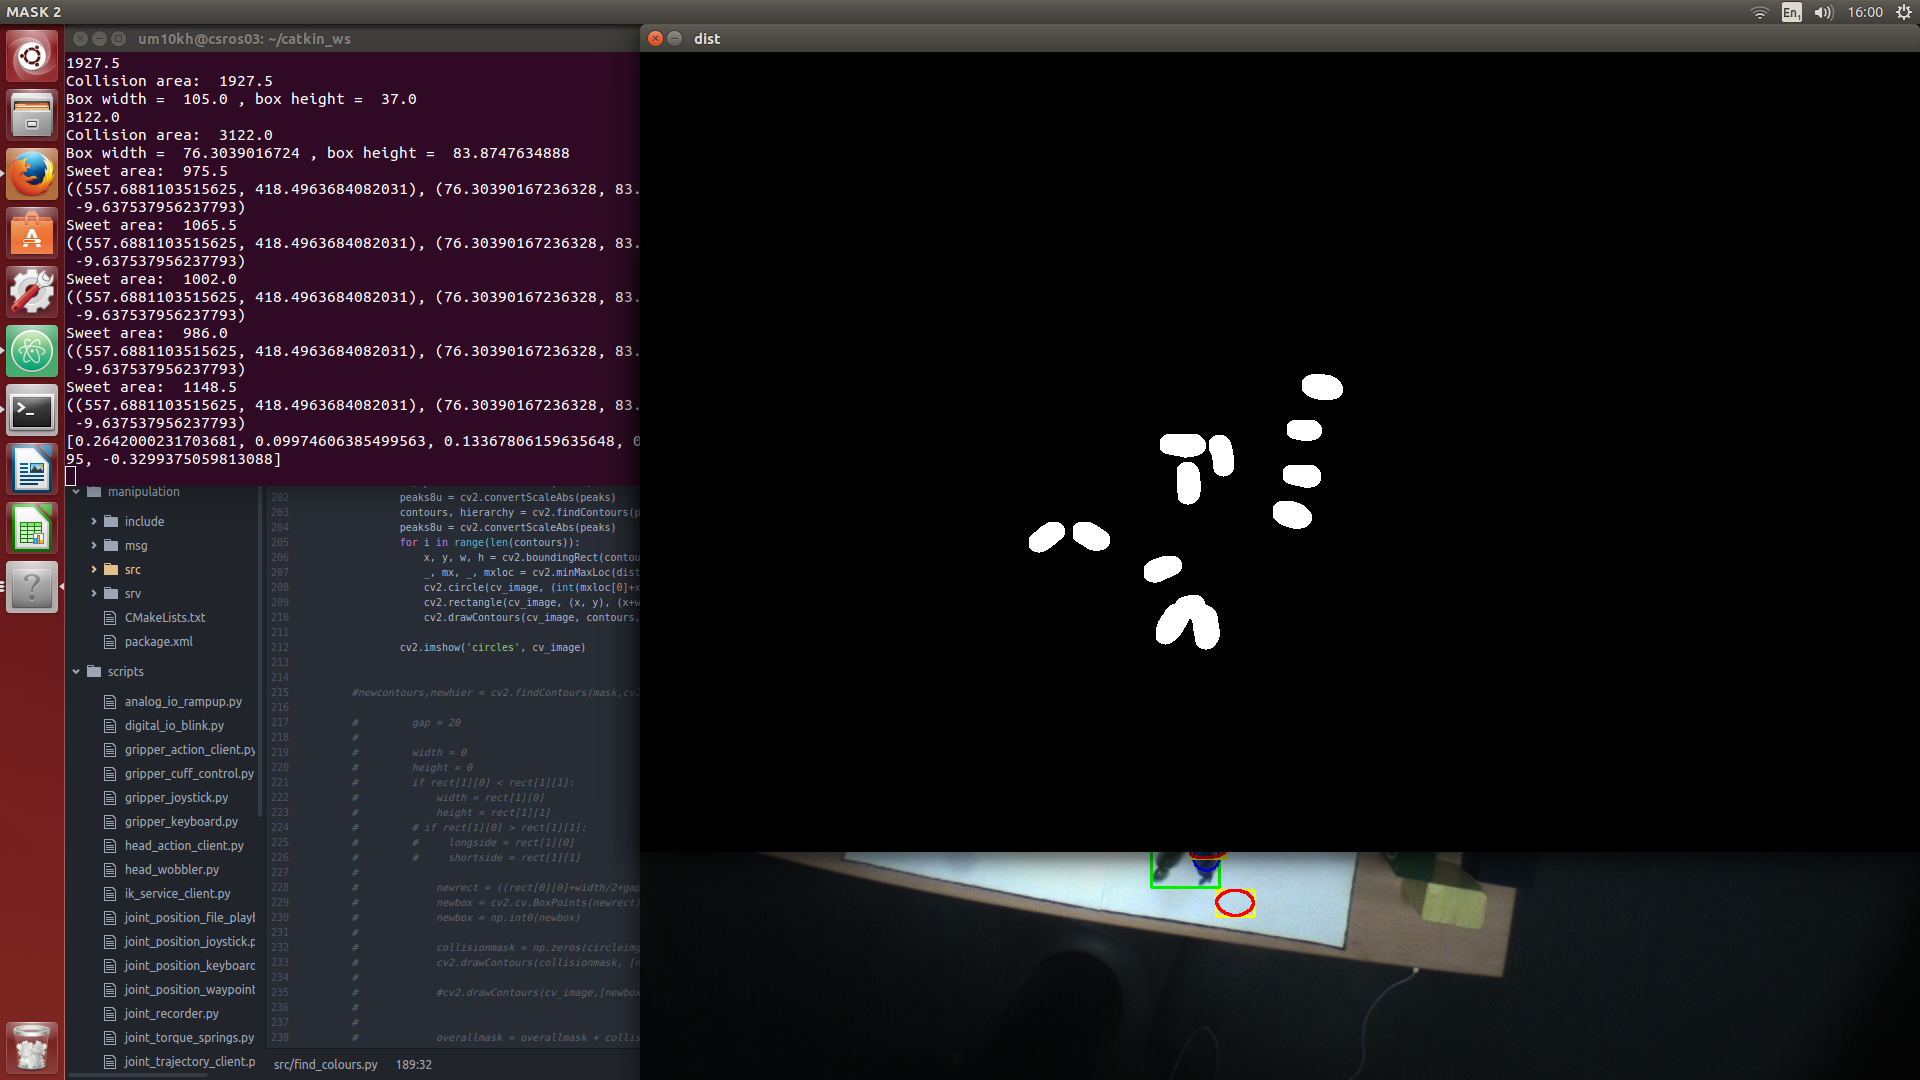 MASK 2
En1 16:00
um10kh@csros03: ~/catkin_ws
dist
1927.5
Collision area:  1927.5
Box width =  105.0 , box height =  37.0
3122.0
Collision area:  3122.0
Box width =  76.3039016724 , box height =  83.8747634888
Sweet area:  975.5
((557.6881103515625, 418.4963684082031), (76.30390167236328, 83.
-9.637537956237793)
Sweet area:  1065.5
((557.6881103515625, 418.4963684082031), (76.30390167236328, 83.
-9.637537956237793)
Sweet area:  1002.0
((557.6881103515625, 418.4963684082031), (76.30390167236328, 83.
-9.637537956237793)
Sweet area:  986.0
((557.6881103515625, 418.4963684082031), (76.30390167236328, 83.
-9.637537956237793)
Sweet area:  1148.5
((557.6881103515625, 418.4963684082031), (76.30390167236328, 83.
-9.637537956237793)
[0.2642000231703681, 0.09974606385499563, 0.13367806159635648, 0
95, -0.3299375059813088]
manipulation
include
msg
src
srv
CMakeLists.txt
package.xml
scripts
analog_io_rampup.py
digital_io_blink.py
gripper_action_client.py
gripper_cuff_control.py
gripper_joystick.py
gripper_keyboard.py
head_action_client.py
head_wobbler.py
ik_service_client.py
joint_position_file_playb
joint_position_joystick.p
joint_position_keyboard
joint_position_waypoint
joint_recorder.py
joint_torque_springs.py
joint_trajectory_client.p
202 peaks8u = cv2.convertScaleAbs(peaks)
203 contours, hierarchy = cv2.findContours(p
204 peaks8u = cv2.convertScaleAbs(peaks)
205 for i in range(len(contours)):
206 x, y, w, h = cv2.boundingRect(contou
207 _, mx, _, mxloc = cv2.minMaxLoc(dist
208 cv2.circle(cv_image, (int(mxloc[0]+x
209 cv2.rectangle(cv_image, (x, y), (x+w
210 cv2.drawContours(cv_image, contours,
211
212 cv2.imshow('circles', cv_image)
213
214
215 #newcontours,newhier = cv2.findContours(mask,cv2
216
217 # gap = 20
218 #
219 # width = 0
220 # height = 0
221 # if rect[1][0] < rect[1][1]:
222 # width = rect[1][0]
223 # height = rect[1][1]
224 # # if rect[1][0] > rect[1][1]:
225 # #     longside = rect[1][0]
226 # #     shortside = rect[1][1]
227 #
228 # newrect = ((rect[0][0]+width/2+gap
229 # newbox = cv2.cv.BoxPoints(newrect)
230 # newbox = np.int0(newbox)
231 #
232 # collisionmask = np.zeros(circleimg
233 # cv2.drawContours(collisionmask, [n
234 #
235 # #cv2.drawContours(cv_image,[newbox
236 #
237 #
238 # overallmask = overallmask + collis
src/find_colours.py 189:32